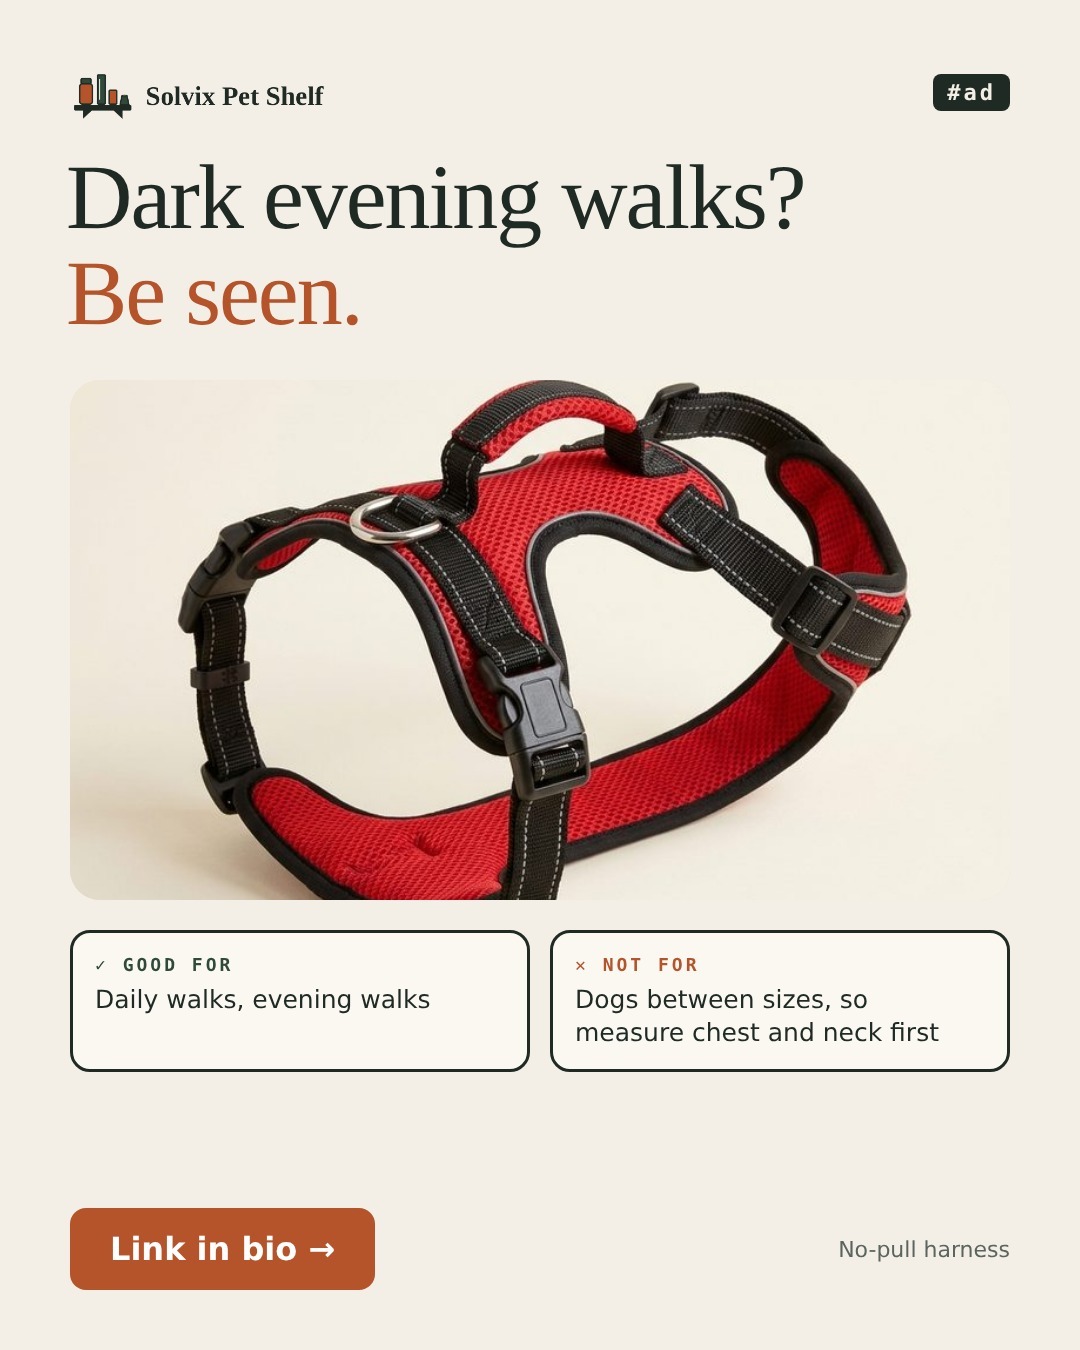 Solvix Pet Shelf
#ad
Dark evening walks?
Be seen.
✓ GOOD FOR
Daily walks, evening walks
✕ NOT FOR
Dogs between sizes, so
measure chest and neck first
Link in bio →
No-pull harness